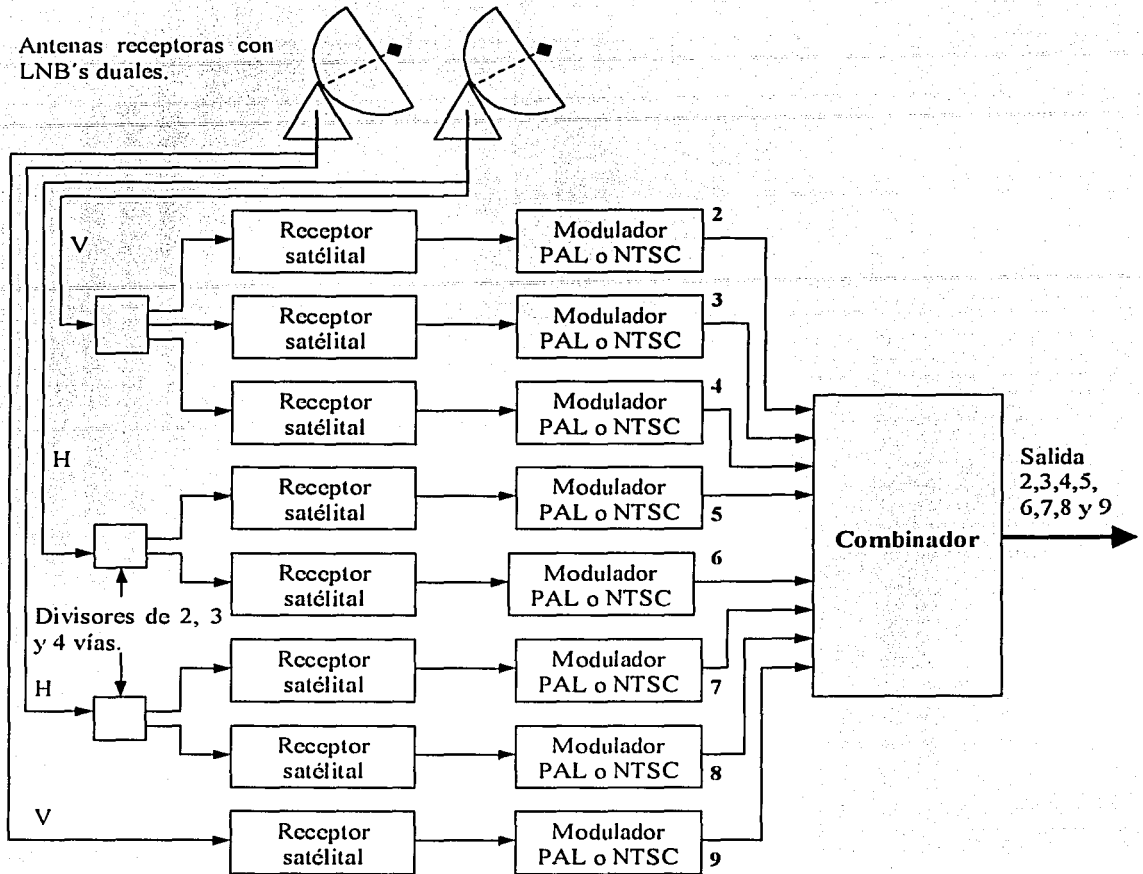 Antenas receptoras con
LNB's duales.
V
Receptor
satélital
Modulador
PAL o NTSC
2
Receptor
satélital
Modulador
PAL o NTSC
3
Receptor
satélital
Modulador
PAL o NTSC
4
H
Receptor
satélital
Modulador
PAL o NTSC
5
Receptor
satélital
Modulador
PAL o NTSC
6
Divisores de 2, 3
y 4 vías.
H
Receptor
satélital
Modulador
PAL o NTSC
7
Receptor
satélital
Modulador
PAL o NTSC
8
V
Receptor
satélital
Modulador
PAL o NTSC
9
Combinador
Salida
2,3,4,5,
6,7,8 y 9